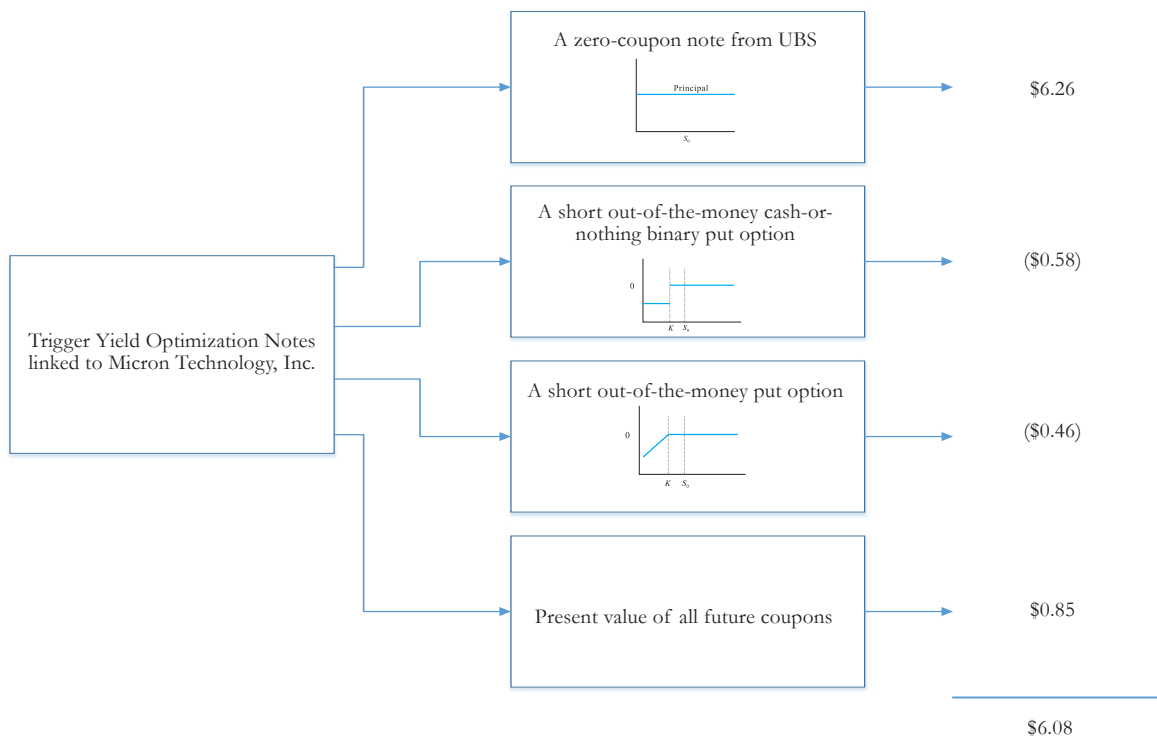 A zero-coupon note from UBS
Principal
S0
$6.26
A short out-of-the-money cash-or-
nothing binary put option
0
K
S0
($0.58)
Trigger Yield Optimization Notes
linked to Micron Technology, Inc.
A short out-of-the-money put option
0
K
S0
($0.46)
Present value of all future coupons
$0.85
$6.08